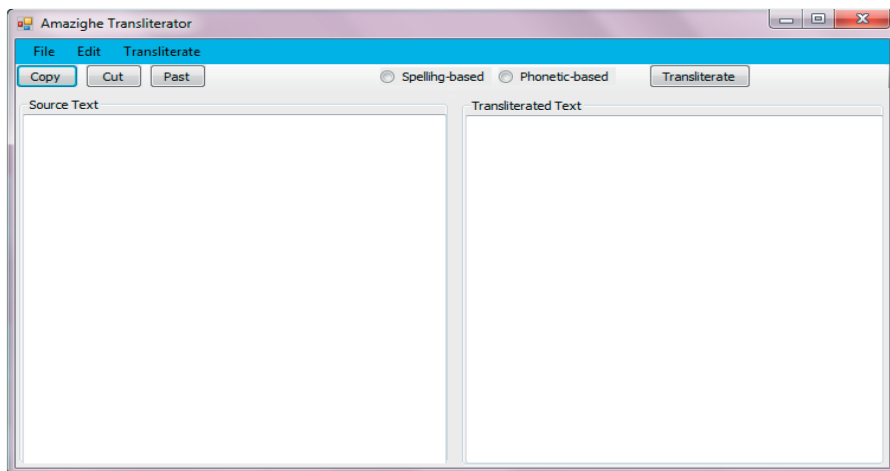 Amazighe Transliterator
File Edit Transliterate
Copy Cut Past Spellihg-based Phonetic-based Transliterate
Source Text Transliterated Text